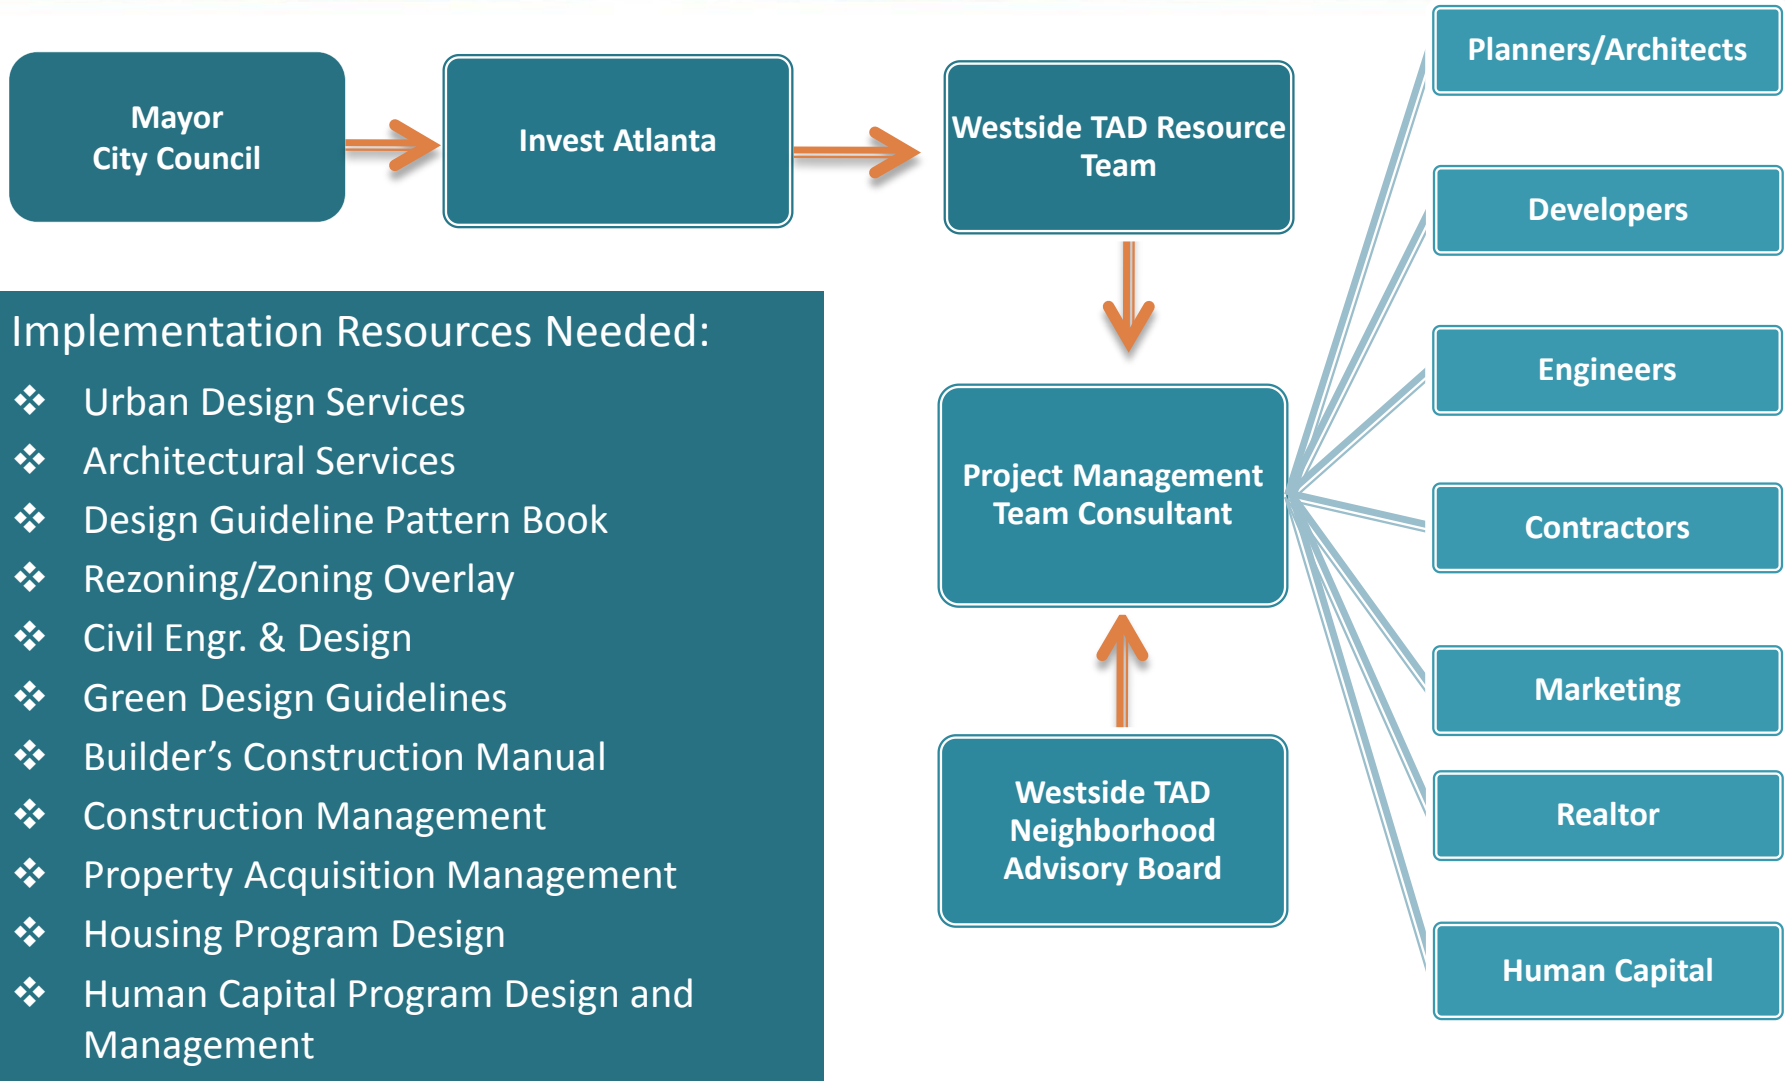 Mayor
City Council
Invest Atlanta
Westside TAD Resource
Team
Planners/Architects
Developers
Engineers
Contractors
Marketing
Realtor
Human Capital
Project Management
Team Consultant
Westside TAD
Neighborhood
Advisory Board
Implementation Resources Needed:
❖ Urban Design Services
❖ Architectural Services
❖ Design Guideline Pattern Book
❖ Rezoning/Zoning Overlay
❖ Civil Engr. & Design
❖ Green Design Guidelines
❖ Builder’s Construction Manual
❖ Construction Management
❖ Property Acquisition Management
❖ Housing Program Design
❖ Human Capital Program Design and
Management